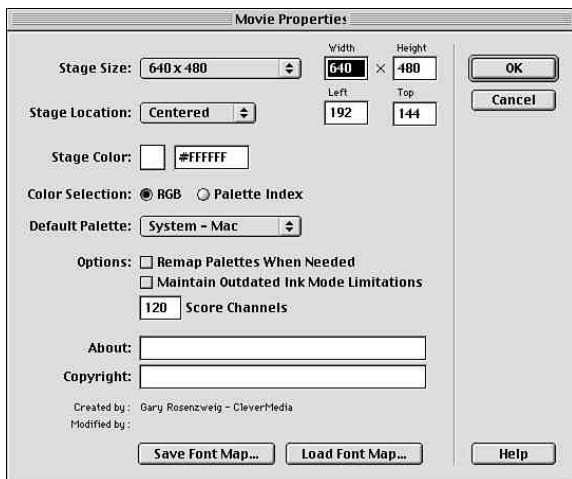 Movie Properties
Width Height
Stage Size: 640 x 480 640 × 480 OK
Left Top
Stage Location: Centered 192 144 Cancel
Stage Color: #FFFFFF
Color Selection: RGB Palette Index
Default Palette: System - Mac
Options: Remap Palettes When Needed
Maintain Outdated Ink Mode Limitations
120 Score Channels
About:
Copyright:
Created by: Gary Rosenzweig - CleverMedia
Modified by:
Save Font Map... Load Font Map... Help